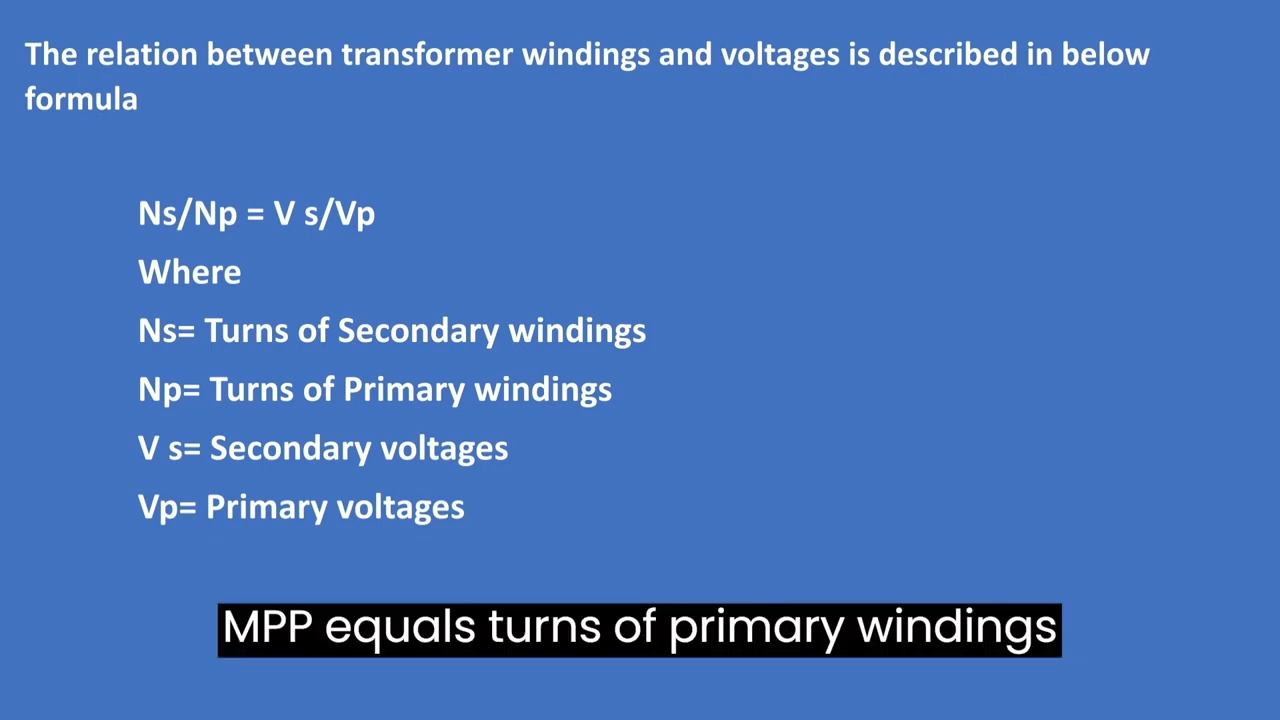 The relation between transformer windings and voltages is described in below
formula
Ns/Np = V s/Vp
Where
Ns= Turns of Secondary windings
Np= Turns of Primary windings
V s= Secondary voltages
Vp= Primary voltages
MPP equals turns of primary windings